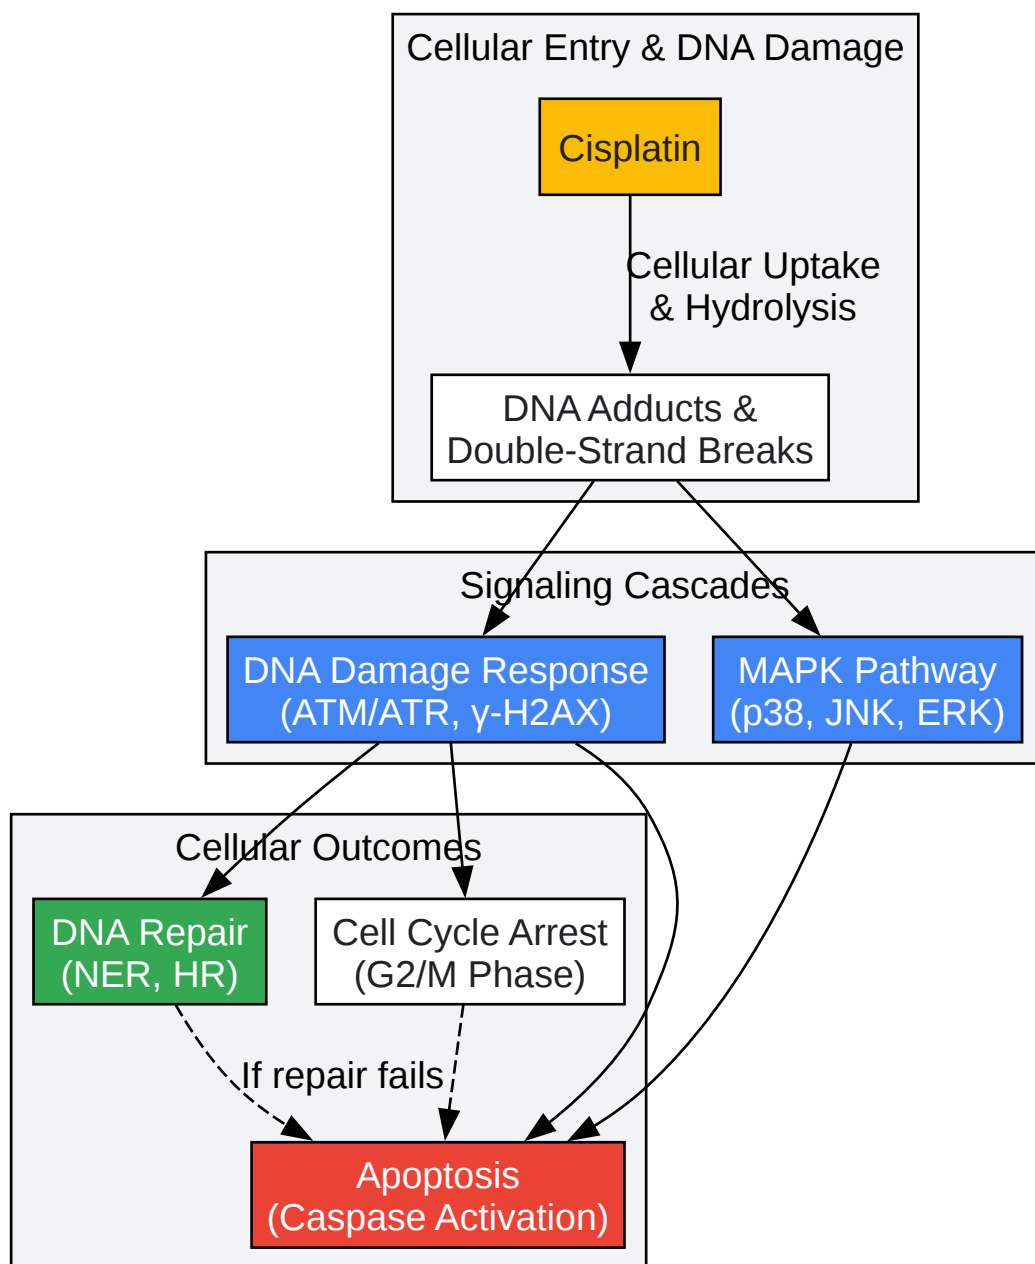 Cellular Entry & DNA Damage
Cisplatin
Cellular Uptake
& Hydrolysis
DNA Adducts &
Double-Strand Breaks
Signaling Cascades
DNA Damage Response
(ATM/ATR, γ-H2AX)
MAPK Pathway
(p38, JNK, ERK)
Cellular Outcomes
DNA Repair
(NER, HR)
Cell Cycle Arrest
(G2/M Phase)
If repair fails
Apoptosis
(Caspase Activation)